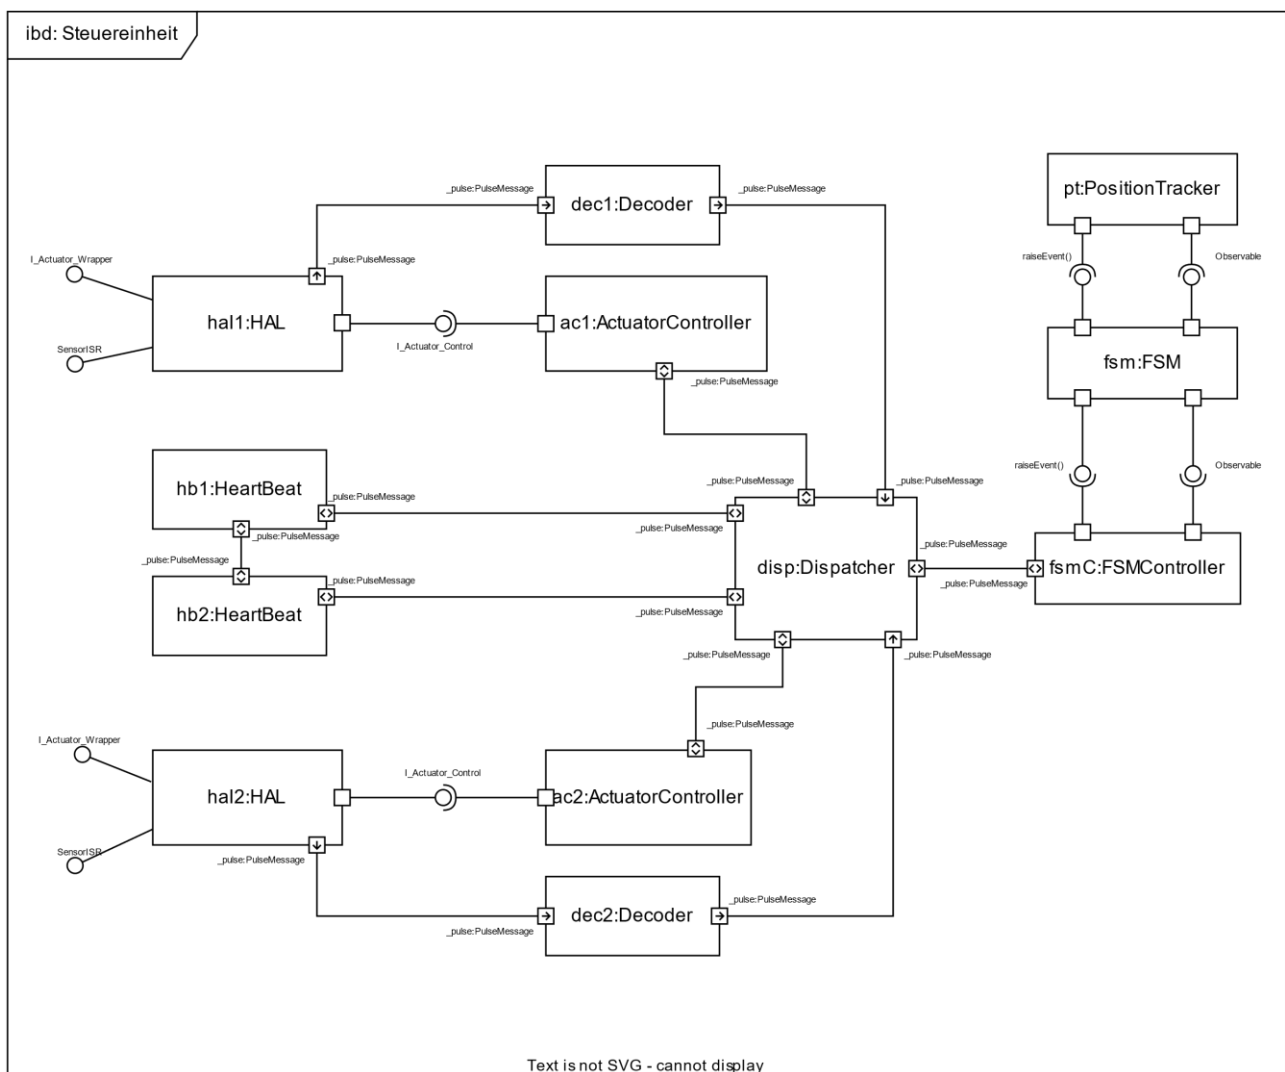 ibd: Steuereinheit
pt:PositionTracker
_pulse:PulseMessage
dec1:Decoder
_pulse:PulseMessage
I_Actuator_Wrapper
_pulse:PulseMessage
raiseEvent()
Observable
hal1:HAL
ac1:ActuatorController
SensorISR
I_Actuator_Control
fsm:FSM
_pulse:PulseMessage
raiseEvent()
Observable
hb1:HeartBeat
_pulse:PulseMessage
_pulse:PulseMessage
_pulse:PulseMessage
_pulse:PulseMessage
_pulse:PulseMessage
_pulse:PulseMessage
_pulse:PulseMessage
disp:Dispatcher
fsmC:FSMController
_pulse:PulseMessage
_pulse:PulseMessage
_pulse:PulseMessage
hb2:HeartBeat
_pulse:PulseMessage
_pulse:PulseMessage
_pulse:PulseMessage
_pulse:PulseMessage
I_Actuator_Wrapper
I_Actuator_Control
hal2:HAL
ac2:ActuatorController
SensorISR
_pulse:PulseMessage
_pulse:PulseMessage
dec2:Decoder
_pulse:PulseMessage
Text is not SVG - cannot display